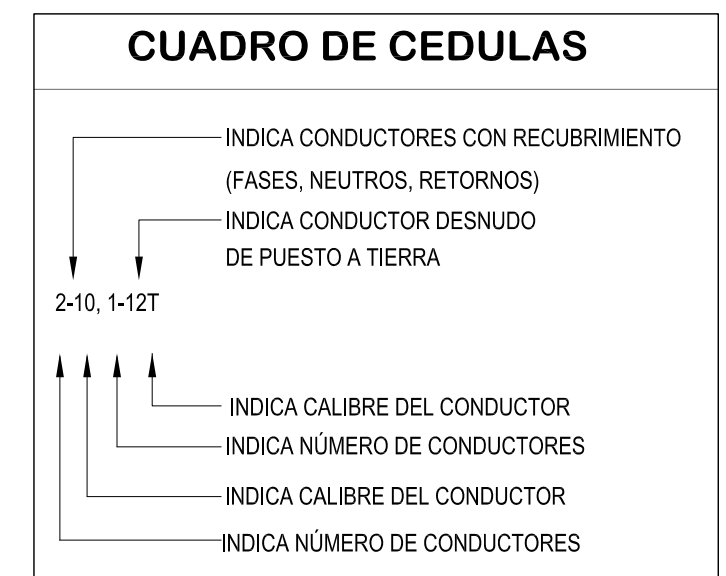 CUADRO DE CEDULAS
INDICA CONDUCTORES CON RECUBRIMIENTO
(FASES, NEUTROS, RETORNOS)
INDICA CONDUCTOR DESNUDO
DE PUESTO A TIERRA
2-10, 1-12T
INDICA CALIBRE DEL CONDUCTOR
INDICA NÚMERO DE CONDUCTORES
INDICA CALIBRE DEL CONDUCTOR
INDICA NÚMERO DE CONDUCTORES